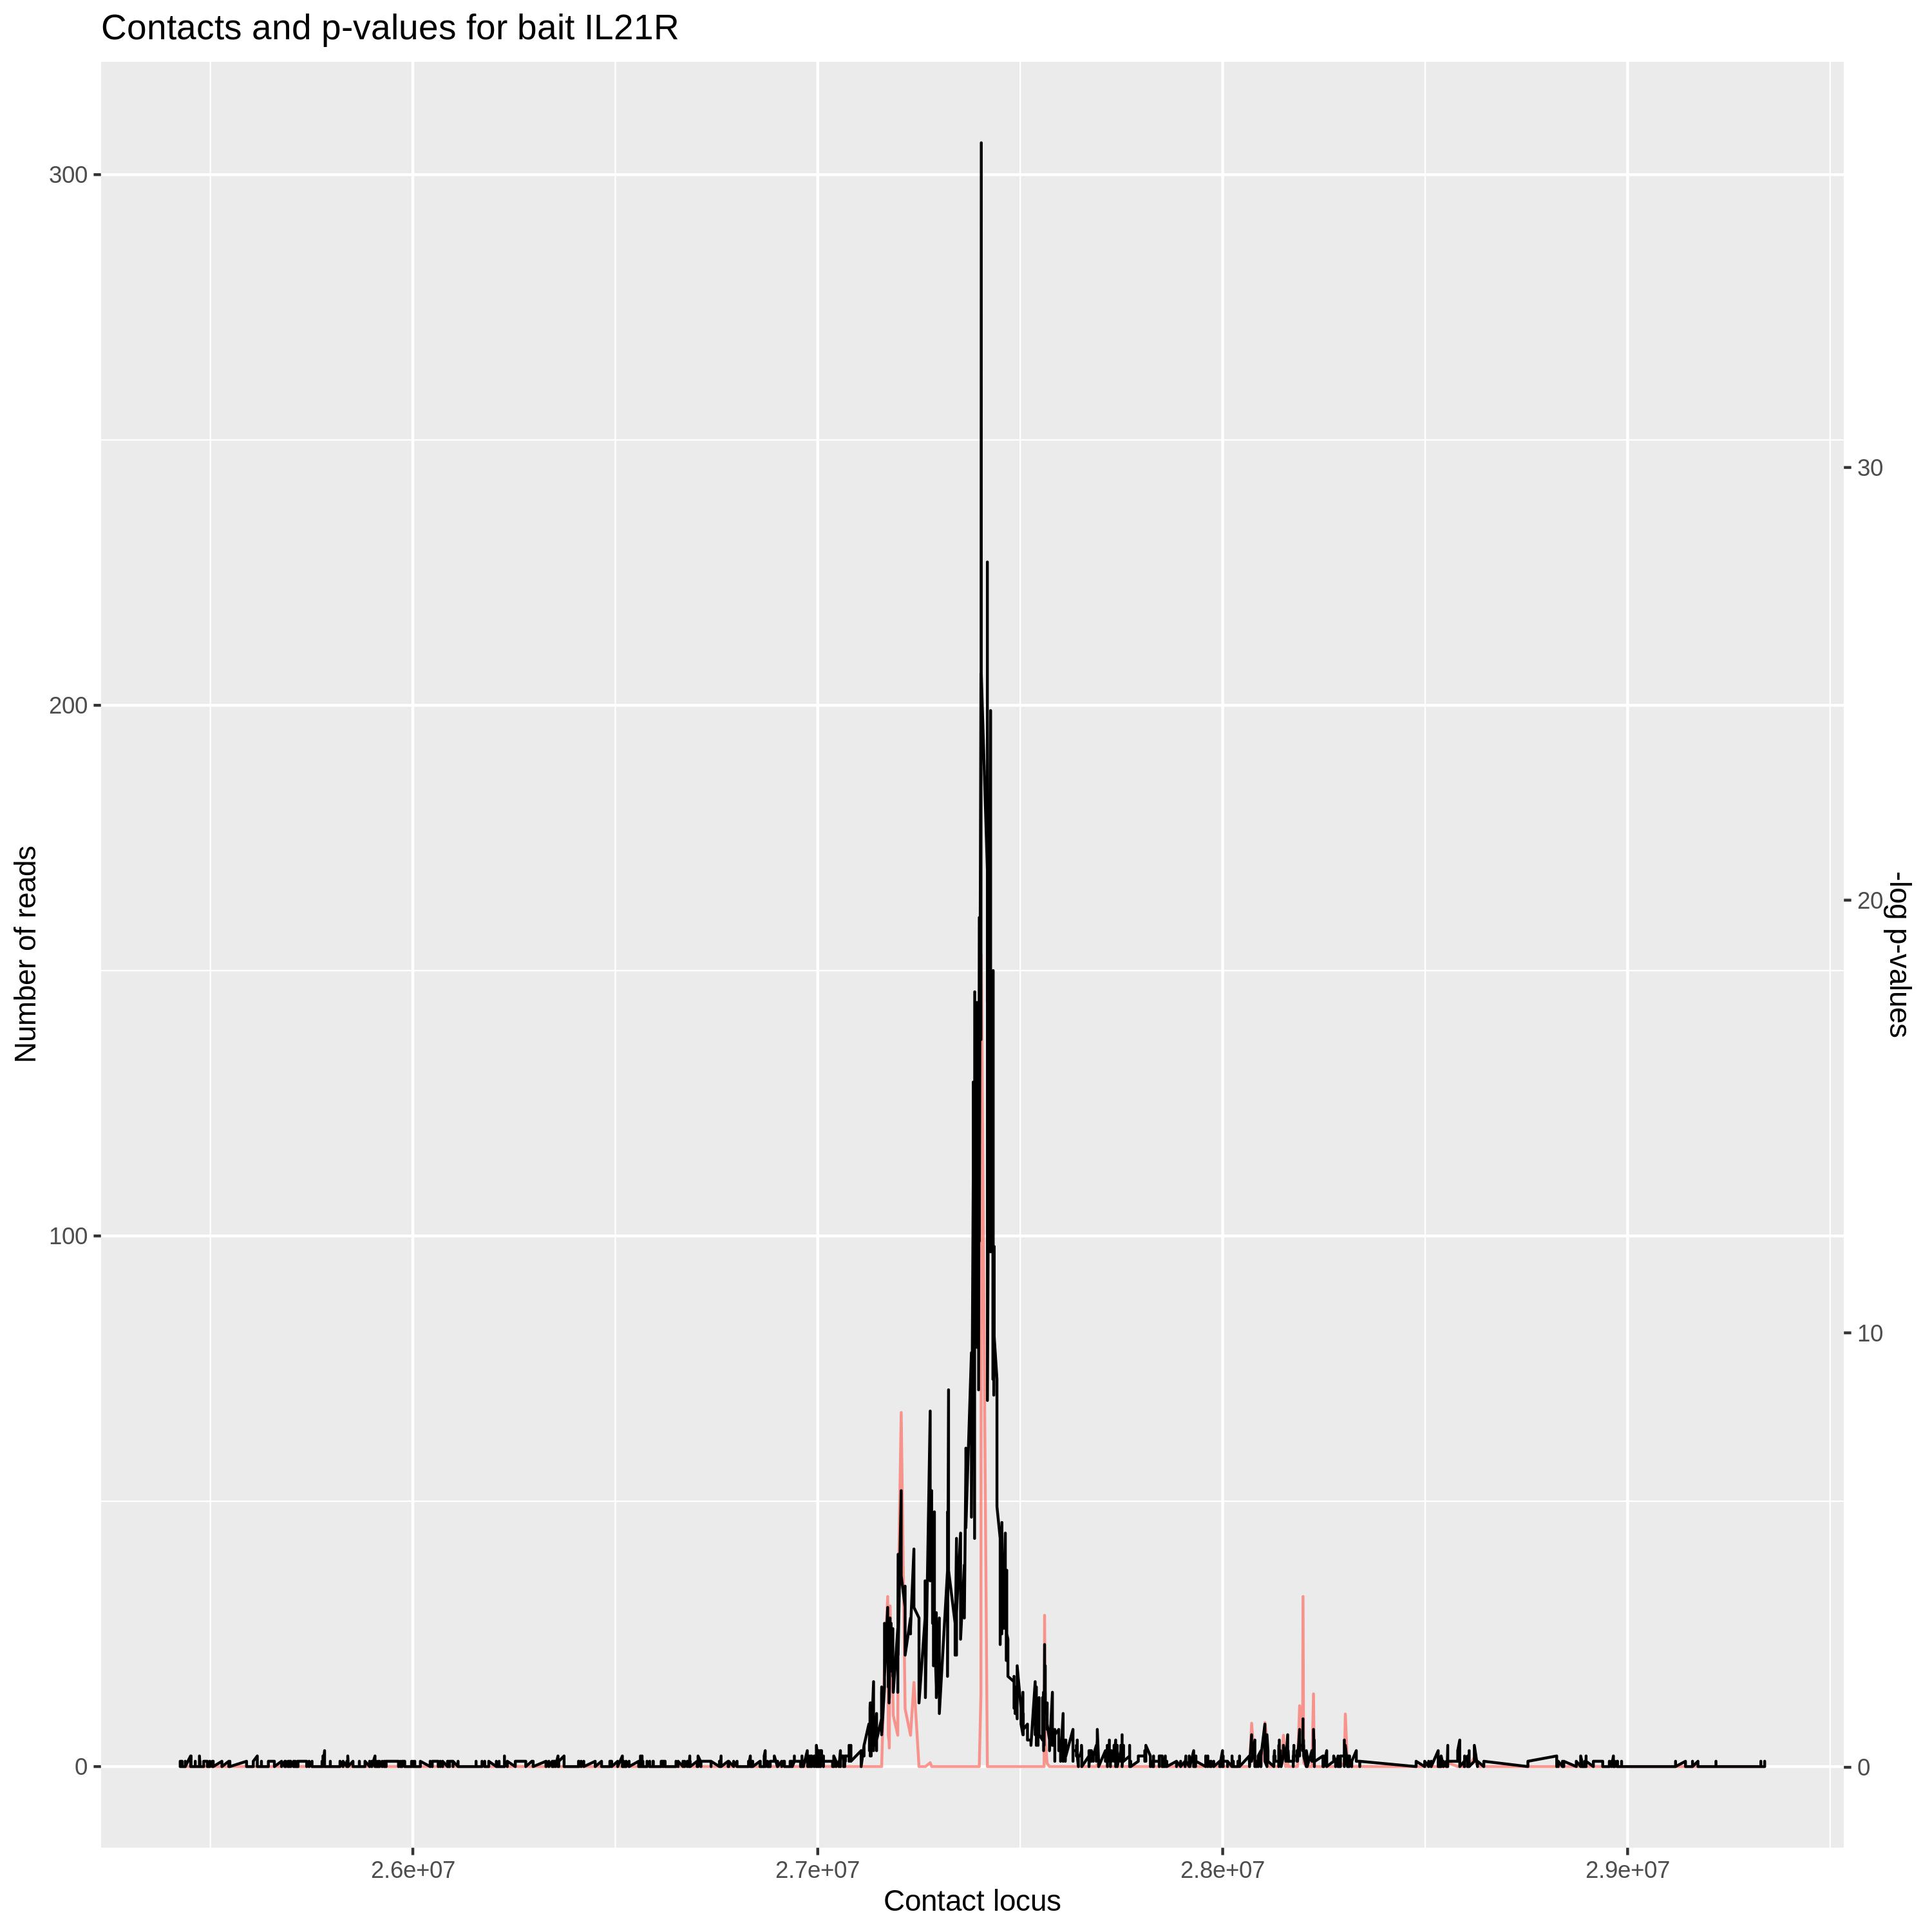 Contacts and p-values for bait IL21R
300
200
100
0
Number of reads
30
20
10
0
-log p-values
2.6e+07 2.7e+07 2.8e+07 2.9e+07
Contact locus